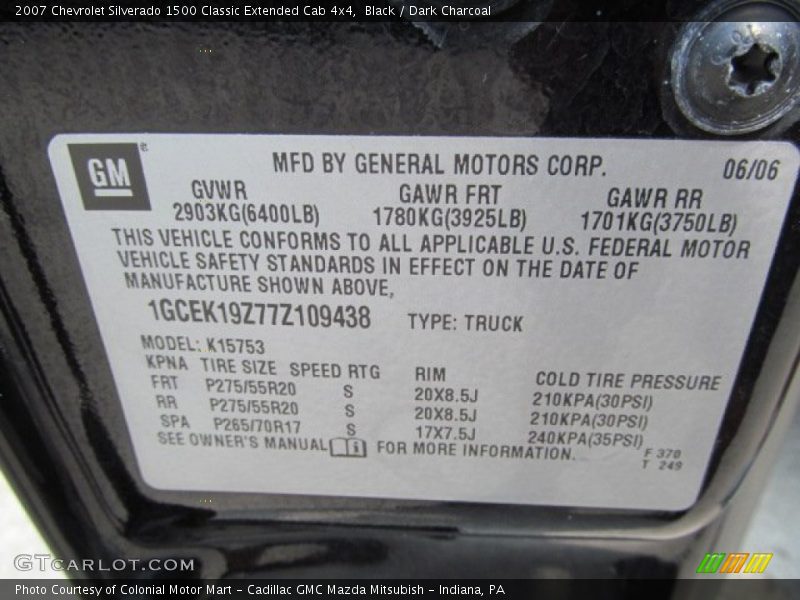 2007 Chevrolet Silverado 1500 Classic Extended Cab 4x4,  Black / Dark Charcoal
GM®
MFD BY GENERAL MOTORS CORP. 06/06
GVWR GAWR FRT GAWR RR
2903KG(6400LB) 1780KG(3925LB) 1701KG(3750LB)
THIS VEHICLE CONFORMS TO ALL APPLICABLE U.S. FEDERAL MOTOR
VEHICLE SAFETY STANDARDS IN EFFECT ON THE DATE OF
MANUFACTURE SHOWN ABOVE,
1GCEK19Z77Z109438 TYPE: TRUCK
MODEL: K15753
KPNA TIRE SIZE SPEED RTG RIM COLD TIRE PRESSURE
FRT P275/55R20 S 20X8.5J 210KPA(30PSI)
RR P275/55R20 S 20X8.5J 210KPA(30PSI)
SPA P265/70R17 S 17X7.5J 240KPA(35PSI)
SEE OWNER'S MANUAL i FOR MORE INFORMATION.
F 370
T 249
GTCARLOT.COM
Photo Courtesy of Colonial Motor Mart - Cadillac GMC Mazda Mitsubish - Indiana, PA